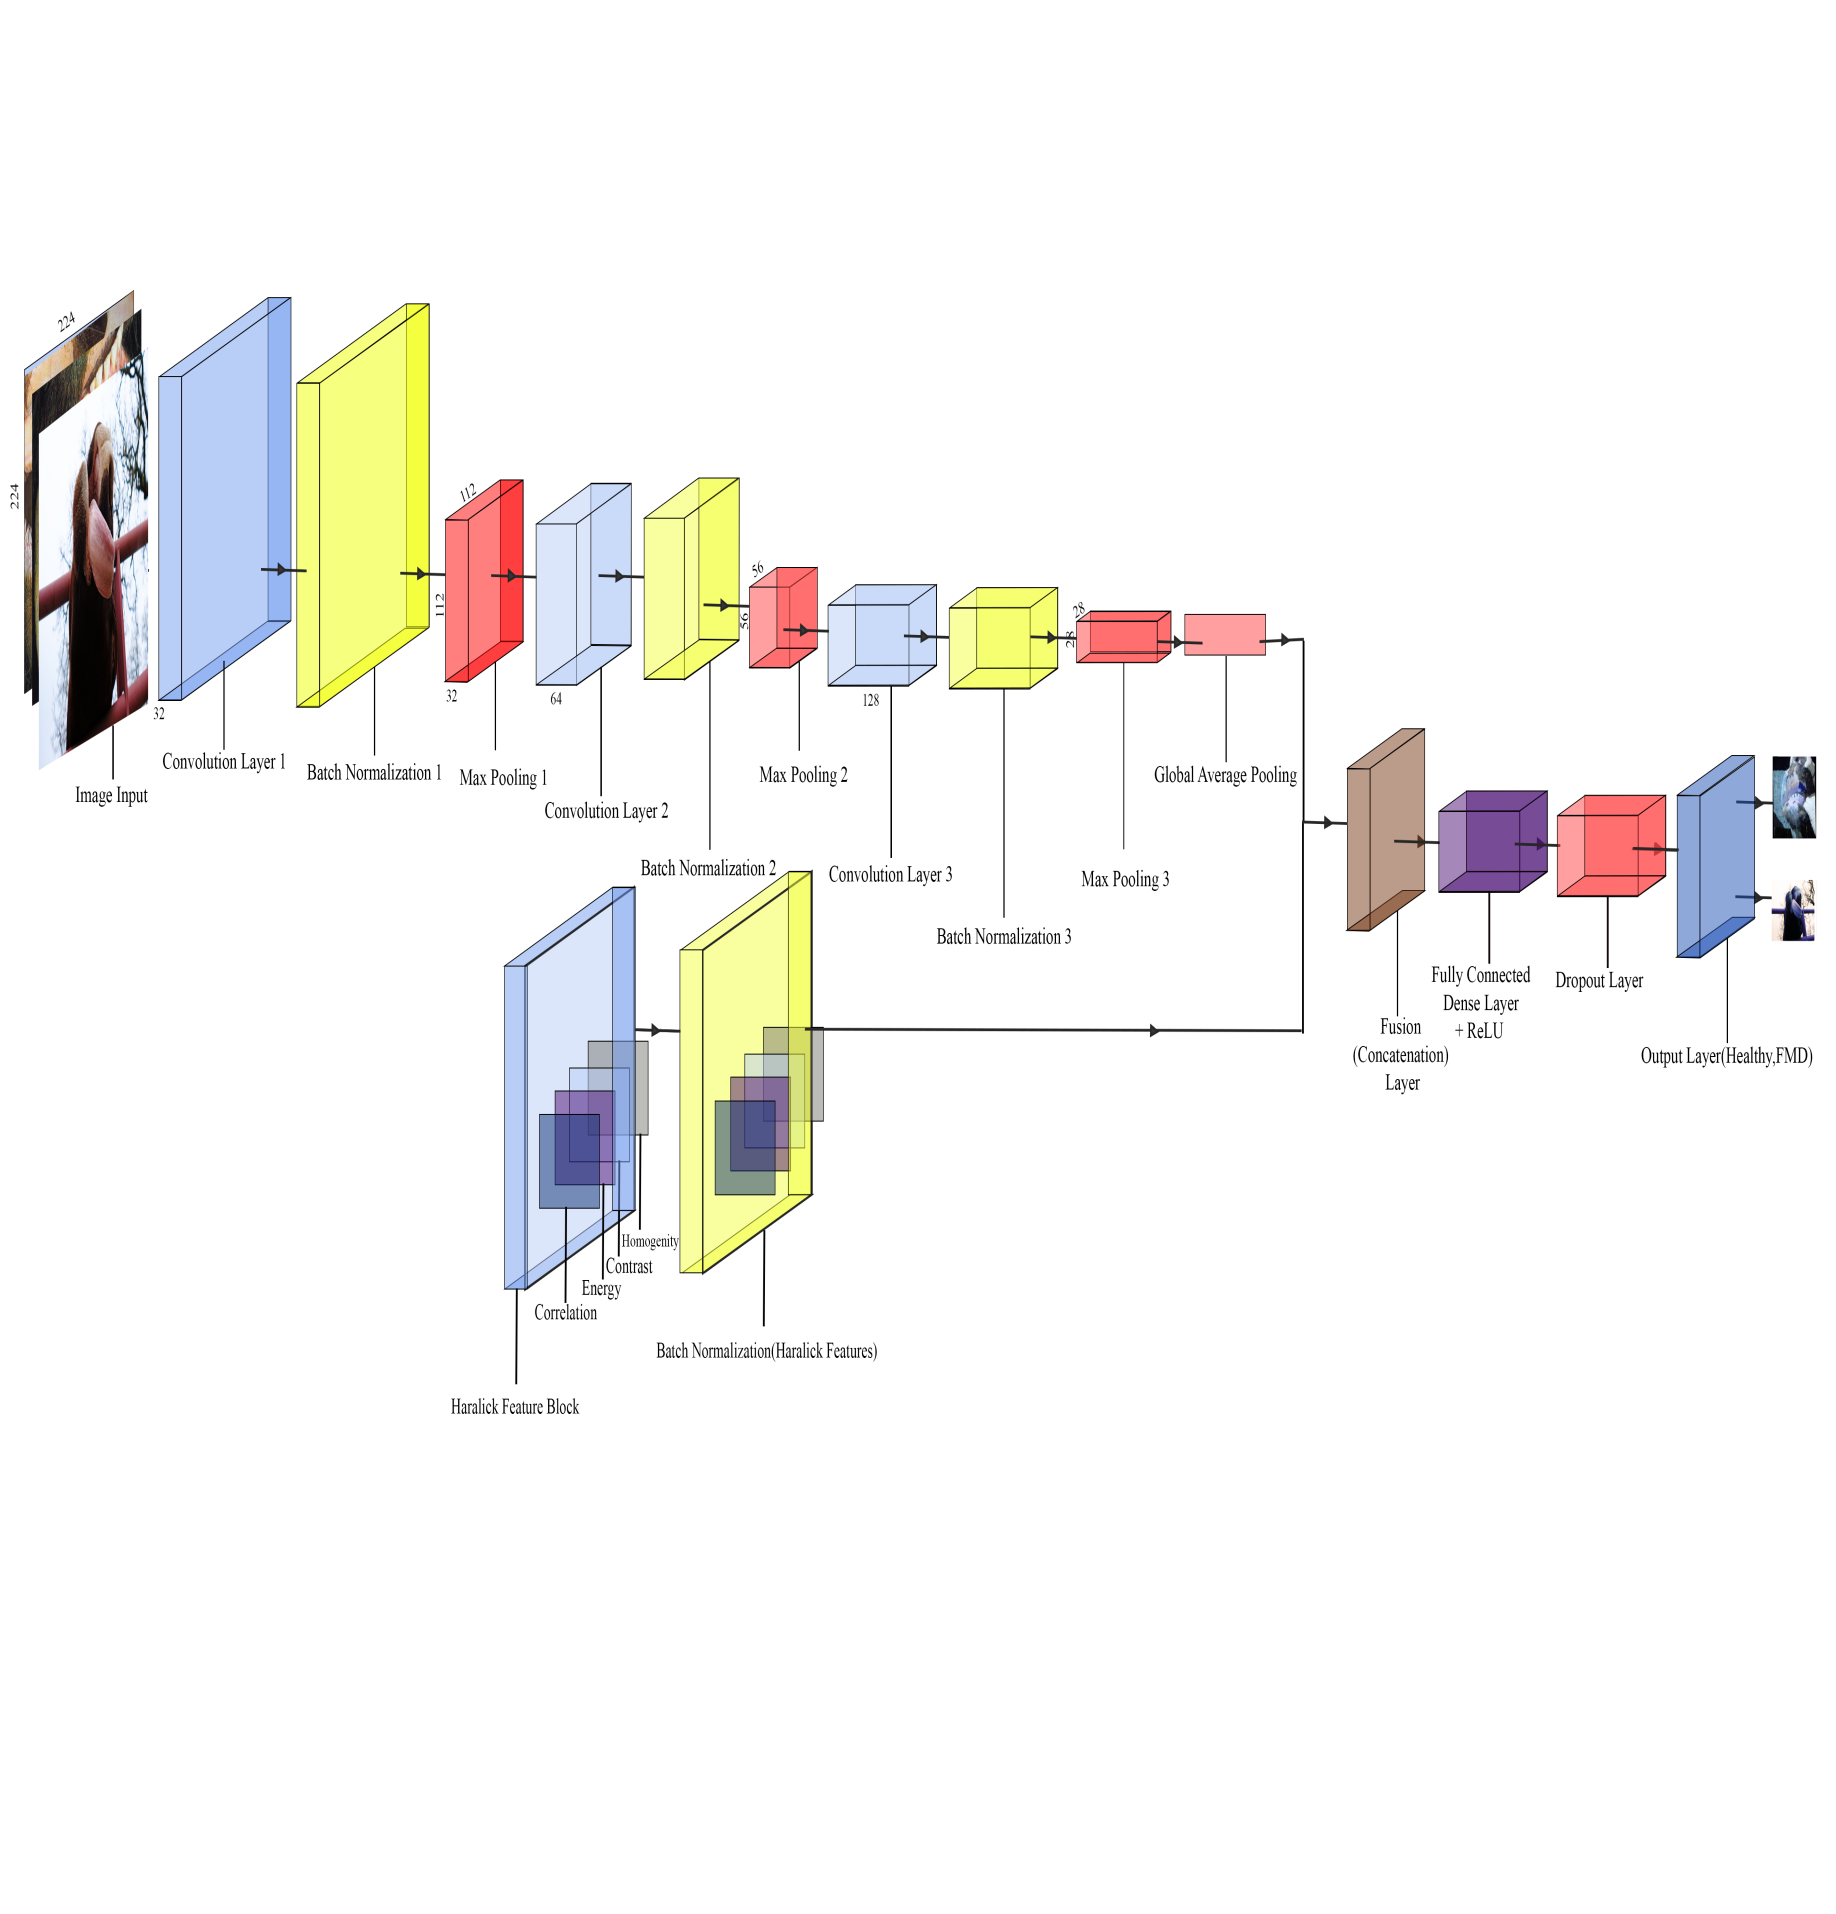 224
224
32
Image Input
Convolution Layer 1
Batch Normalization 1
112
112
32
Max Pooling 1
64
Convolution Layer 2
Batch Normalization 2
56
56
Max Pooling 2
128
Convolution Layer 3
Batch Normalization 3
28
28
Max Pooling 3
Global Average Pooling
Homogenity
Contrast
Energy
Correlation
Haralick Feature Block
Batch Normalization(Haralick Features)
Fusion
(Concatenation)
Layer
Fully Connected
Dense Layer
+ ReLU
Dropout Layer
Output Layer(Healthy,FMD)